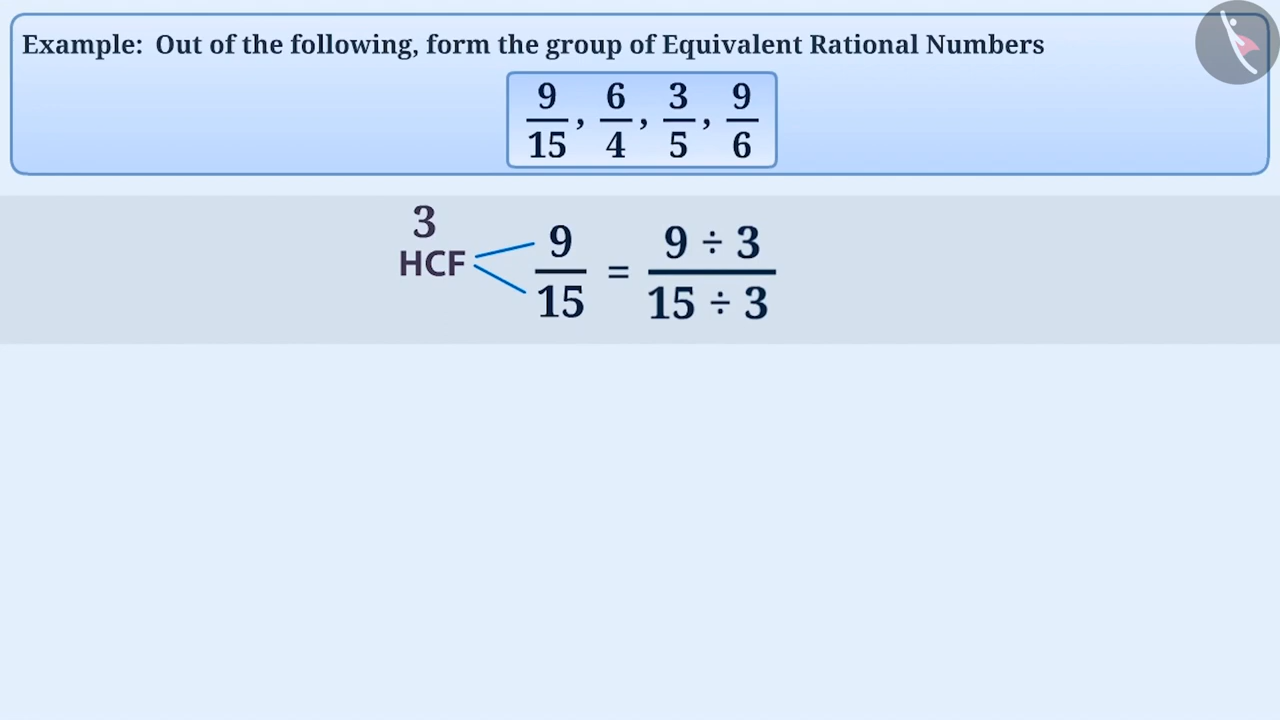 Example: Out of the following, form the group of Equivalent Rational Numbers
9/15, 6/4, 3/5, 9/6
3
HCF 9/15 = 9 ÷ 3/15 ÷ 3